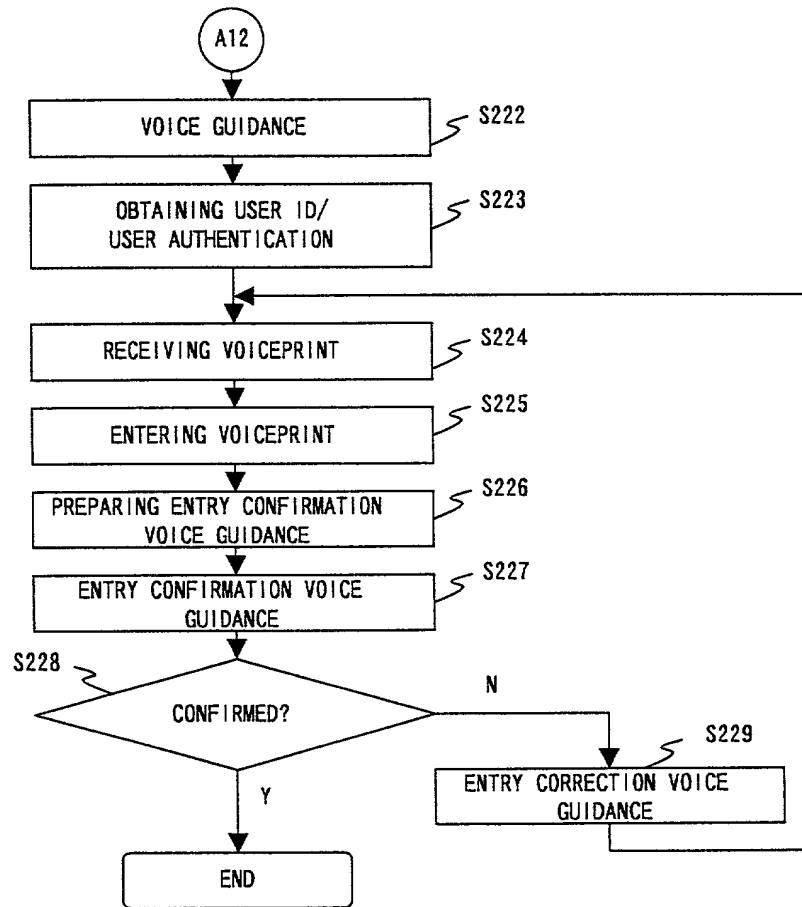 A12
VOICE GUIDANCE
S222
OBTAINING USER ID/
USER AUTHENTICATION
S223
RECEIVING VOICEPRINT
S224
ENTERING VOICEPRINT
S225
PREPARING ENTRY CONFIRMATION
VOICE GUIDANCE
S226
ENTRY CONFIRMATION VOICE
GUIDANCE
S227
S228
CONFIRMED?
N
Y
S229
ENTRY CORRECTION VOICE
GUIDANCE
END